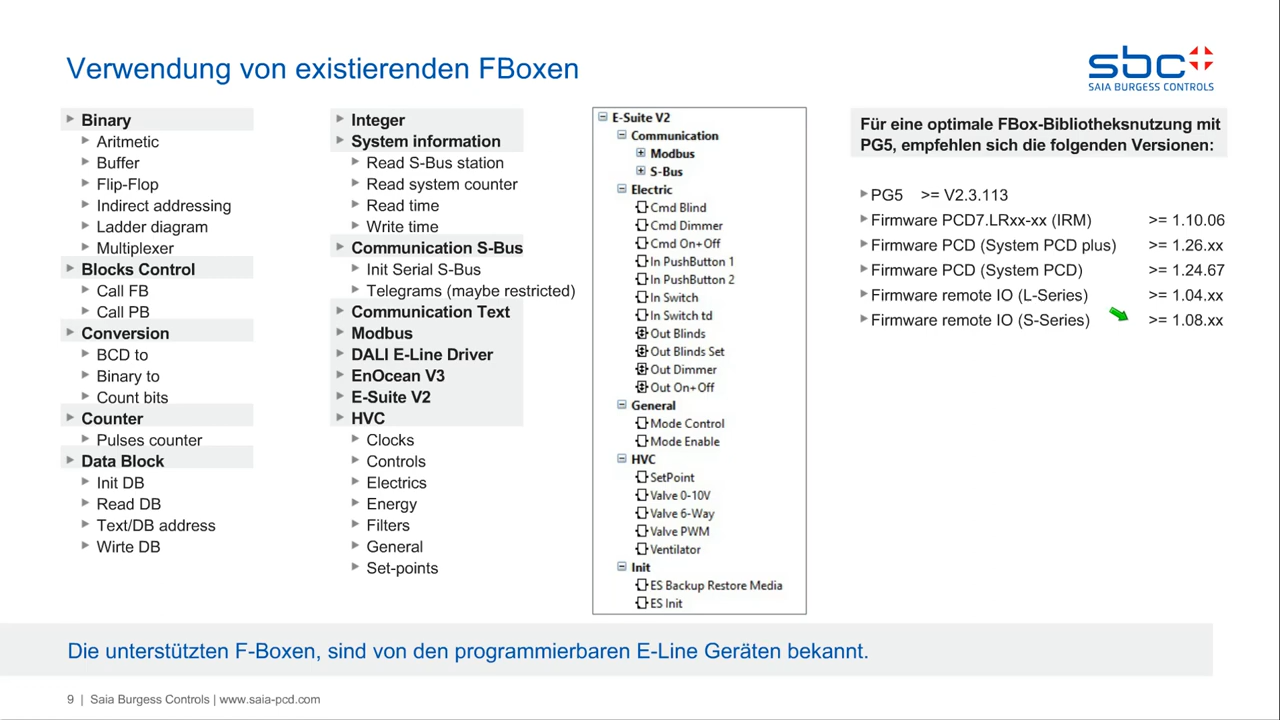 Verwendung von existierenden FBoxen
sbc
SAIA BURGESS CONTROLS
Binary
Aritmetic
Buffer
Flip-Flop
Indirect addressing
Ladder diagram
Multiplexer
Blocks Control
Call FB
Call PB
Conversion
BCD to
Binary to
Count bits
Counter
Pulses counter
Data Block
Init DB
Read DB
Text/DB address
Wirte DB
Integer
System information
Read S-Bus station
Read system counter
Read time
Write time
Communication S-Bus
Init Serial S-Bus
Telegrams (maybe restricted)
Communication Text
Modbus
DALI E-Line Driver
EnOcean V3
E-Suite V2
HVC
Clocks
Controls
Electrics
Energy
Filters
General
Set-points
E-Suite V2
Communication
Modbus
S-Bus
Electric
Cmd Blind
Cmd Dimmer
Cmd On+Off
In PushButton 1
In PushButton 2
In Switch
In Switch td
Out Blinds
Out Blinds Set
Out Dimmer
Out On+Off
General
Mode Control
Mode Enable
HVC
SetPoint
Valve 0-10V
Valve 6-Way
Valve PWM
Ventilator
Init
ES Backup Restore Media
ES Init
Für eine optimale FBox-Bibliotheksnutzung mit
PG5, empfehlen sich die folgenden Versionen:
PG5 >= V2.3.113
Firmware PCD7.LRxx-xx (IRM) >= 1.10.06
Firmware PCD (System PCD plus) >= 1.26.xx
Firmware PCD (System PCD) >= 1.24.67
Firmware remote IO (L-Series) >= 1.04.xx
Firmware remote IO (S-Series) >= 1.08.xx
Die unterstützten F-Boxen, sind von den programmierbaren E-Line Geräten bekannt.
9 | Saia Burgess Controls | www.saia-pcd.com